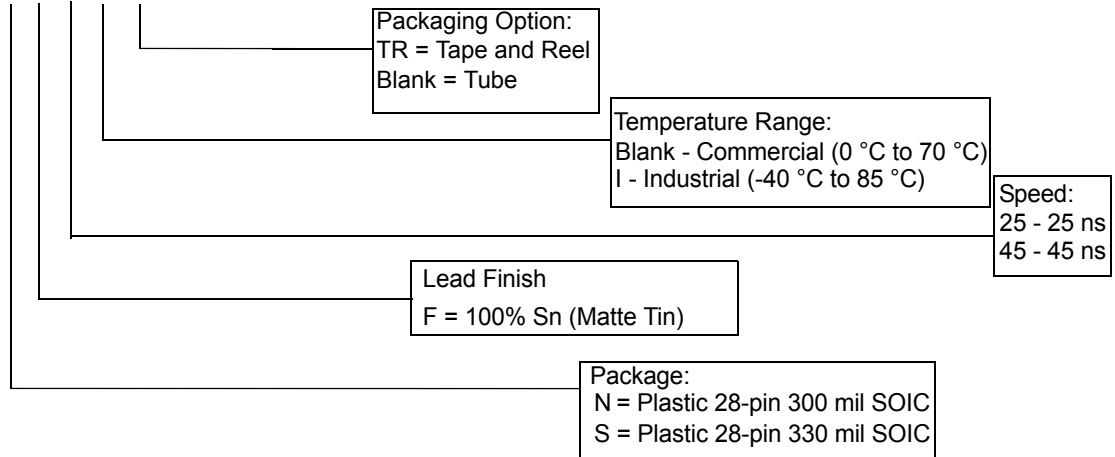 Packaging Option:
TR = Tape and Reel
Blank = Tube
Temperature Range:
Blank - Commercial (0 °C to 70 °C)
I - Industrial (-40 °C to 85 °C)
Speed:
25 - 25 ns
45 - 45 ns
Lead Finish
F = 100% Sn (Matte Tin)
Package:
N = Plastic 28-pin 300 mil SOIC
S = Plastic 28-pin 330 mil SOIC